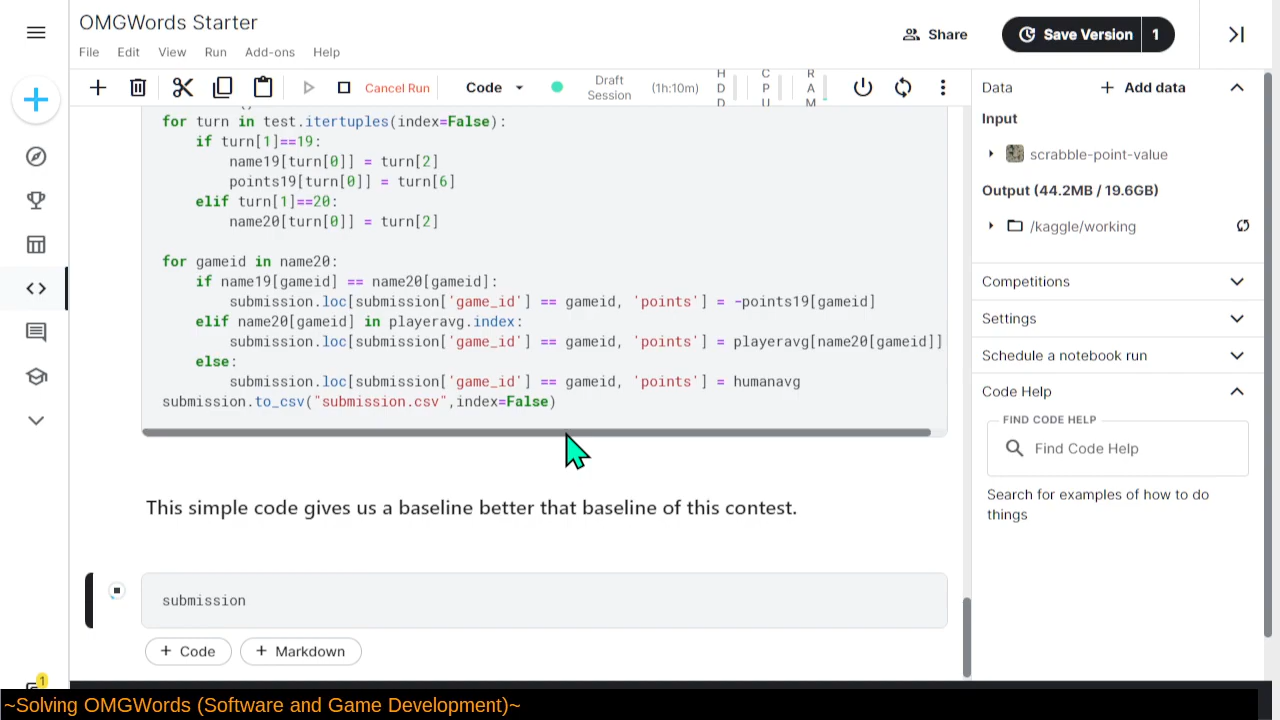 OMGWords Starter
File Edit View Run Add-ons Help
Share
Save Version 1
Cancel Run
Code
Draft Session
(1h:10m)
HDD
CPU
RAM
for turn in test.itertuples(index=False):
if turn[1]==19:
name19[turn[0]] = turn[2]
points19[turn[0]] = turn[6]
elif turn[1]==20:
name20[turn[0]] = turn[2]
for gameid in name20:
if name19[gameid] == name20[gameid]:
submission.loc[submission['game_id'] == gameid, 'points'] = -points19[gameid]
elif name20[gameid] in playeravg.index:
submission.loc[submission['game_id'] == gameid, 'points'] = playeravg[name20[gameid]]
else:
submission.loc[submission['game_id'] == gameid, 'points'] = humanavg
submission.to_csv("submission.csv",index=False)
This simple code gives us a baseline better that baseline of this contest.
submission
+ Code
+ Markdown
Data
+ Add data
Input
scrabble-point-value
Output (44.2MB / 19.6GB)
/kaggle/working
Competitions
Settings
Schedule a notebook run
Code Help
FIND CODE HELP
Find Code Help
Search for examples of how to do
things
1
~Solving OMGWords (Software and Game Development)~